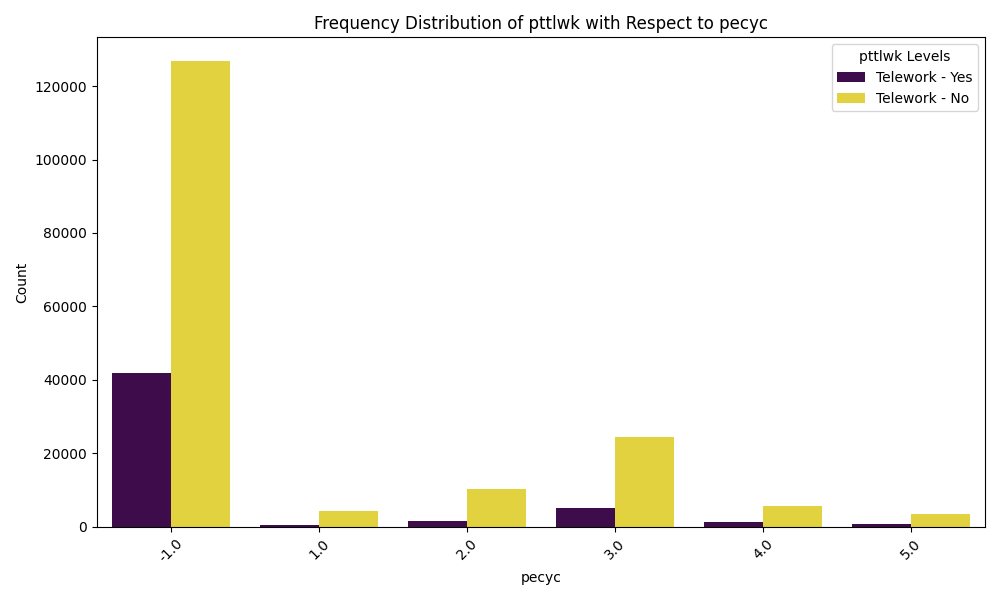 Frequency Distribution of pttlwk with Respect to pecyc
pttlwk Levels
Telework - Yes
Telework - No
120000
100000
80000
60000
40000
20000
0
Count
-1.0
1.0
2.0
3.0
4.0
5.0
pecyc